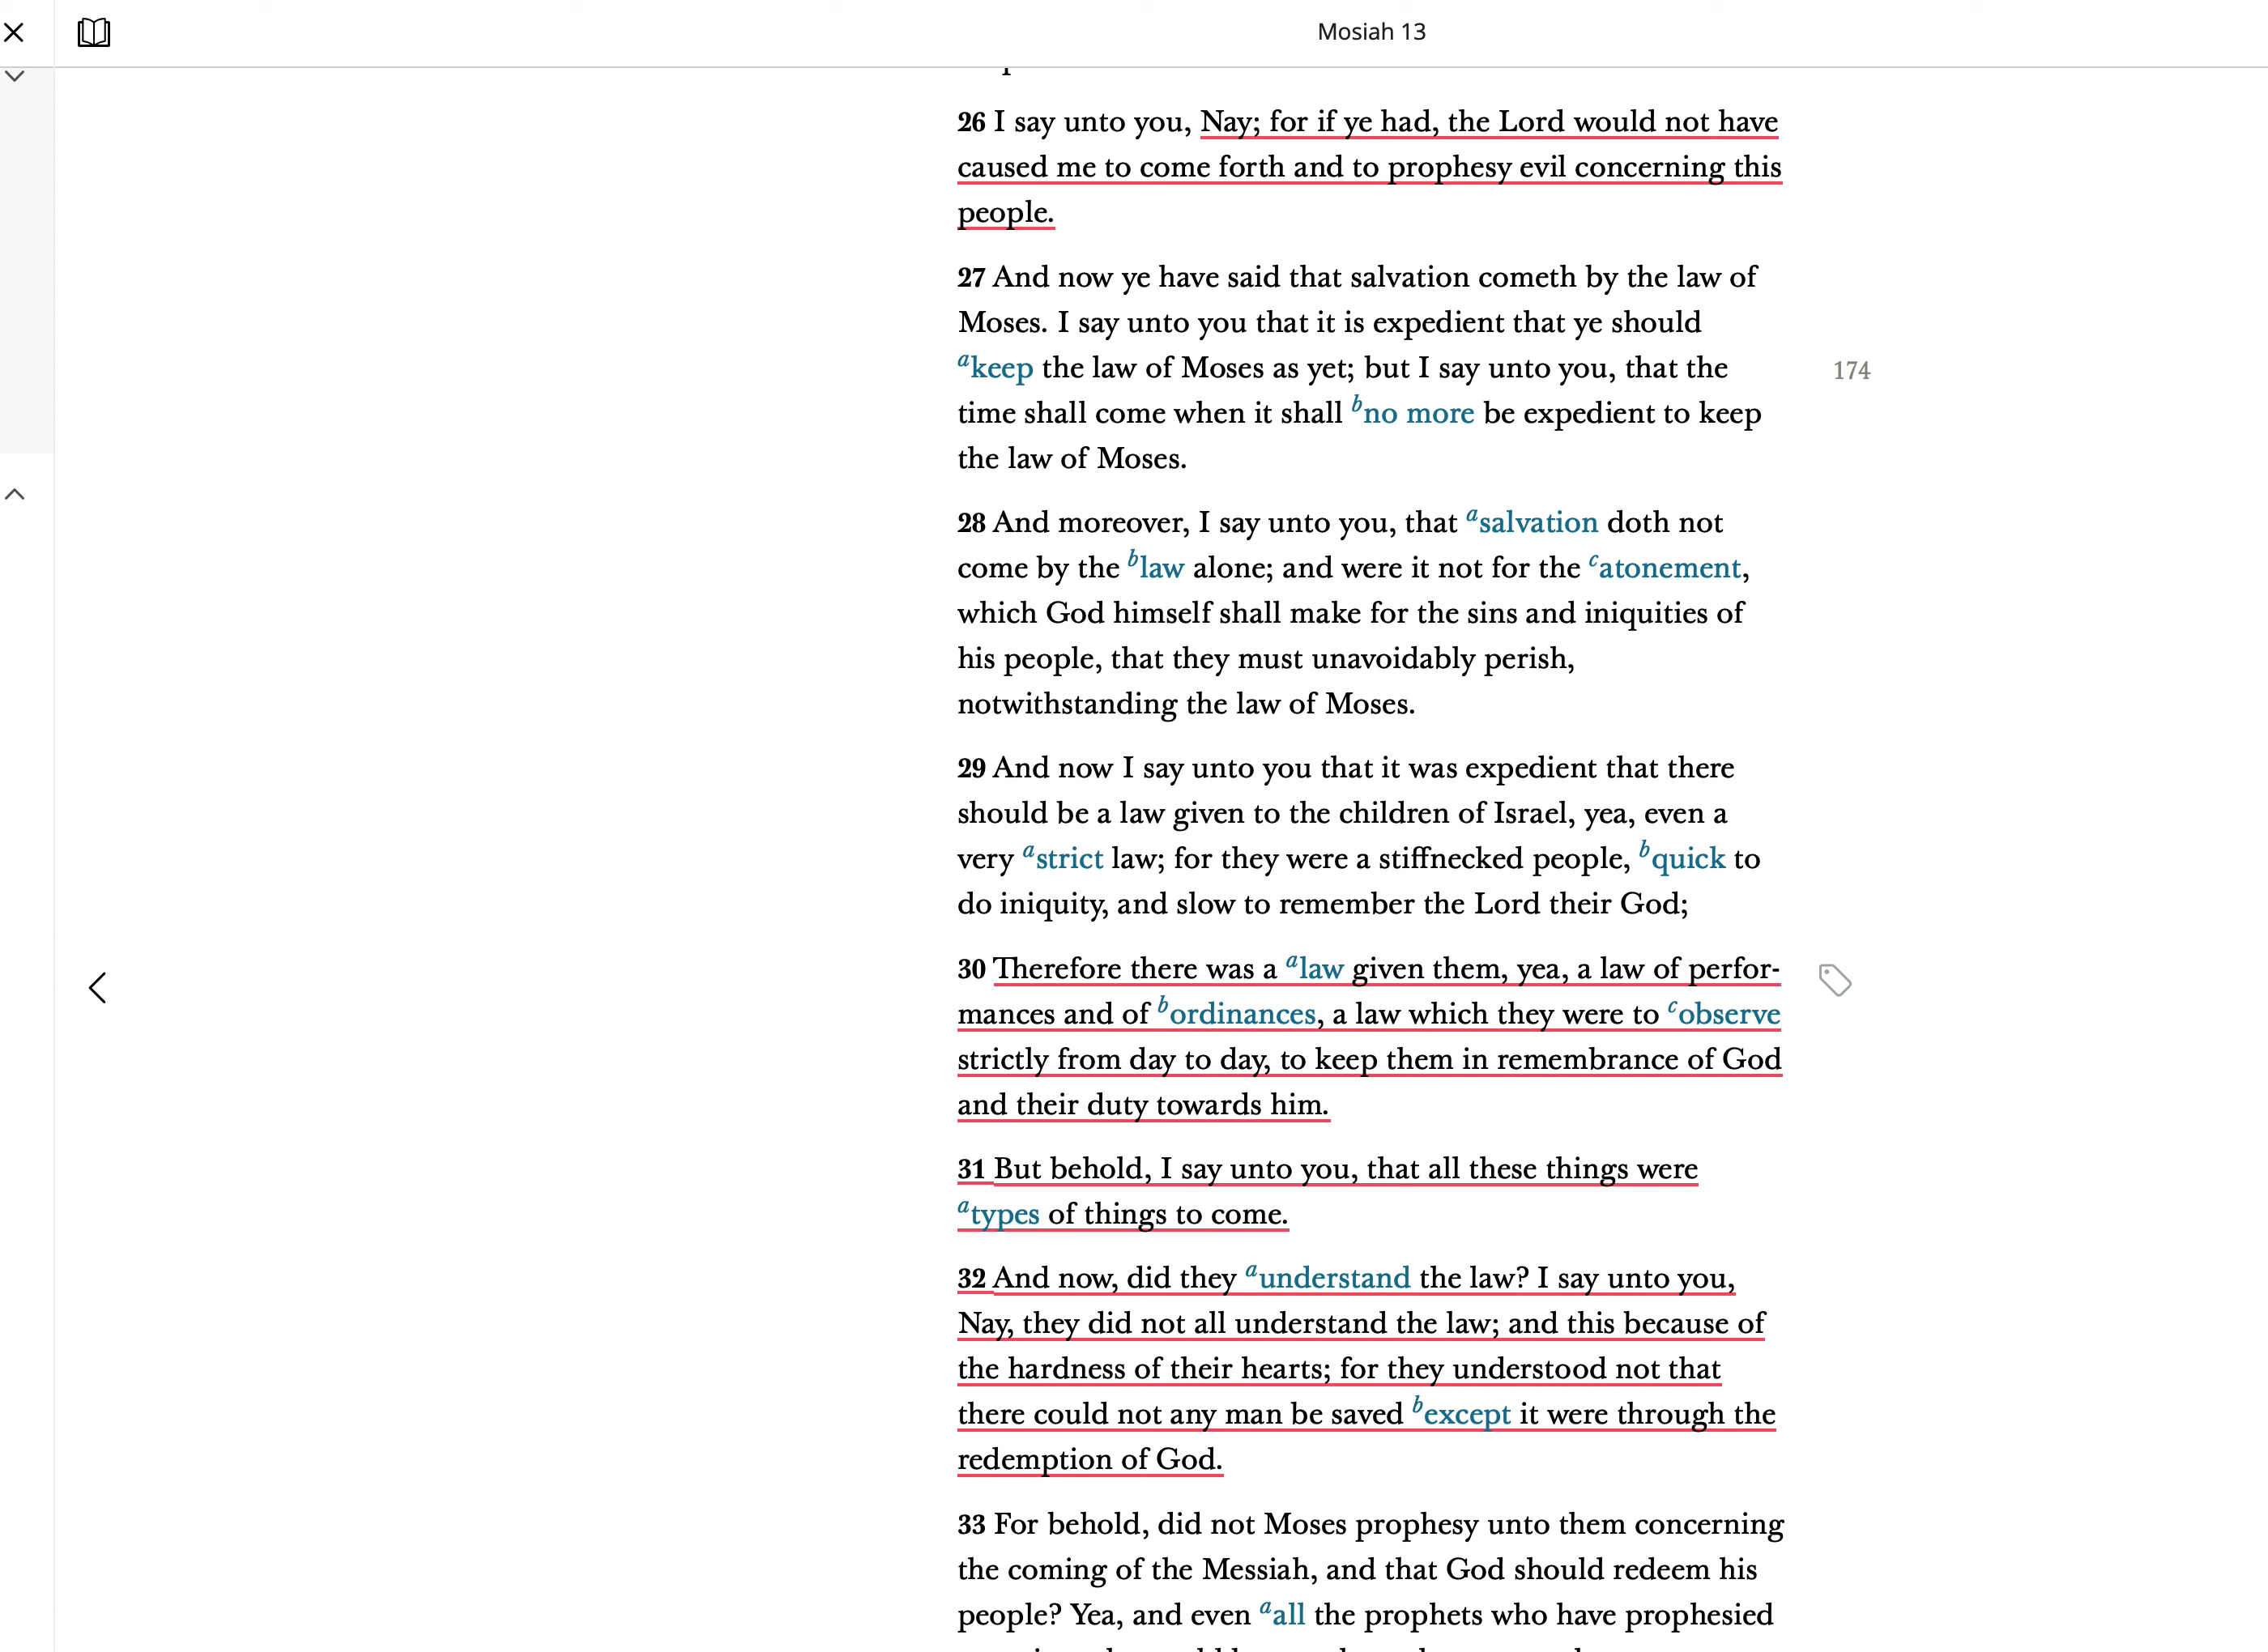 Mosiah 13
26 I say unto you, Nay; for if ye had, the Lord would not have
caused me to come forth and to prophesy evil concerning this
people.
27 And now ye have said that salvation cometh by the law of
Moses. I say unto you that it is expedient that ye should
a keep the law of Moses as yet; but I say unto you, that the
174
time shall come when it shall b no more be expedient to keep
the law of Moses.
28 And moreover, I say unto you, that a salvation doth not
come by the b law alone; and were it not for the c atonement,
which God himself shall make for the sins and iniquities of
his people, that they must unavoidably perish,
notwithstanding the law of Moses.
29 And now I say unto you that it was expedient that there
should be a law given to the children of Israel, yea, even a
very a strict law; for they were a stiffnecked people, b quick to
do iniquity, and slow to remember the Lord their God;
30 Therefore there was a a law given them, yea, a law of perfor-
mances and of b ordinances, a law which they were to c observe
strictly from day to day, to keep them in remembrance of God
and their duty towards him.
31 But behold, I say unto you, that all these things were
a types of things to come.
32 And now, did they a understand the law? I say unto you,
Nay, they did not all understand the law; and this because of
the hardness of their hearts; for they understood not that
there could not any man be saved b except it were through the
redemption of God.
33 For behold, did not Moses prophesy unto them concerning
the coming of the Messiah, and that God should redeem his
people? Yea, and even a all the prophets who have prophesied